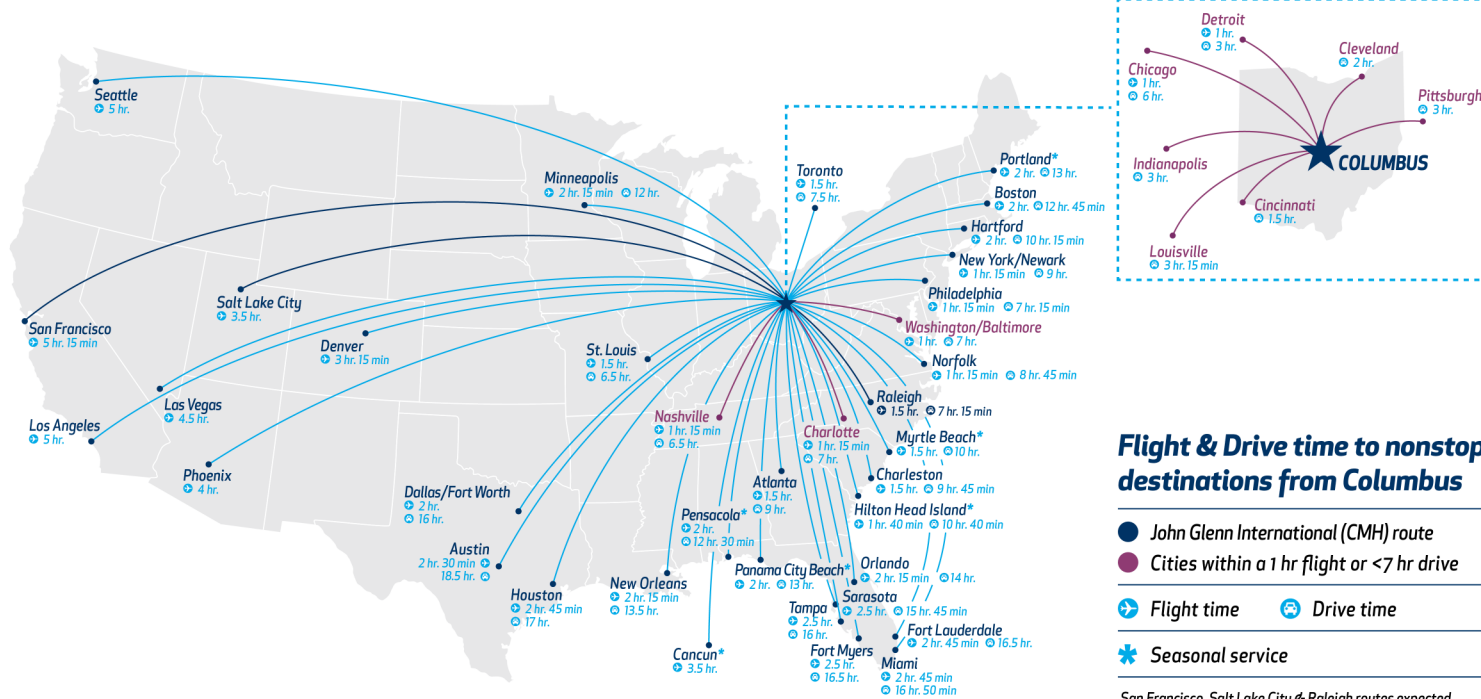 Seattle
5 hr.
Minneapolis
2 hr. 15 min 12 hr.
Toronto
1.5 hr.
7.5 hr.
Portland*
2 hr. 13 hr.
Boston
2 hr. 12 hr. 45 min
Hartford
2 hr. 10 hr. 15 min
New York/Newark
1 hr. 15 min 9 hr.
Philadelphia
1 hr. 15 min 7 hr. 15 min
Washington/Baltimore
1 hr. 7 hr.
Norfolk
1 hr. 15 min 8 hr. 45 min
Raleigh
1.5 hr. 7 hr. 15 min
Myrtle Beach*
1.5 hr. 10 hr.
Charleston
1.5 hr. 9 hr. 45 min
Hilton Head Island*
1 hr. 40 min 10 hr. 40 min
Salt Lake City
3.5 hr.
San Francisco
5 hr. 15 min
Denver
3 hr. 15 min
St. Louis
1.5 hr.
6.5 hr.
Las Vegas
4.5 hr.
Los Angeles
5 hr.
Phoenix
4 hr.
Nashville
1 hr. 15 min
6.5 hr.
Charlotte
1 hr. 15 min
7 hr.
Dallas/Fort Worth
2 hr.
16 hr.
Atlanta
1.5 hr.
9 hr.
Pensacola*
2 hr.
12 hr. 30 min
Austin
2 hr. 30 min
18.5 hr.
Houston
2 hr. 45 min
17 hr.
New Orleans
2 hr. 15 min
13.5 hr.
Panama City Beach*
2 hr. 13 hr.
Orlando
2 hr. 15 min 14 hr.
Sarasota
2.5 hr. 15 hr. 45 min
Tampa
2.5 hr.
16 hr.
Fort Lauderdale
2 hr. 45 min 16.5 hr.
Fort Myers
2.5 hr.
16.5 hr.
Miami
2 hr. 45 min
16 hr. 50 min
Cancun*
3.5 hr.
Detroit
1 hr.
3 hr.
Cleveland
2 hr.
Chicago
1 hr.
6 hr.
Pittsburgh
3 hr.
Indianapolis
3 hr.
COLUMBUS
Cincinnati
1.5 hr.
Louisville
3 hr. 15 min
Flight & Drive time to nonstop
destinations from Columbus
John Glenn International (CMH) route
Cities within a 1 hr flight or <7 hr drive
Flight time Drive time
* Seasonal service
San Francisco, Salt Lake City & Raleigh routes expected